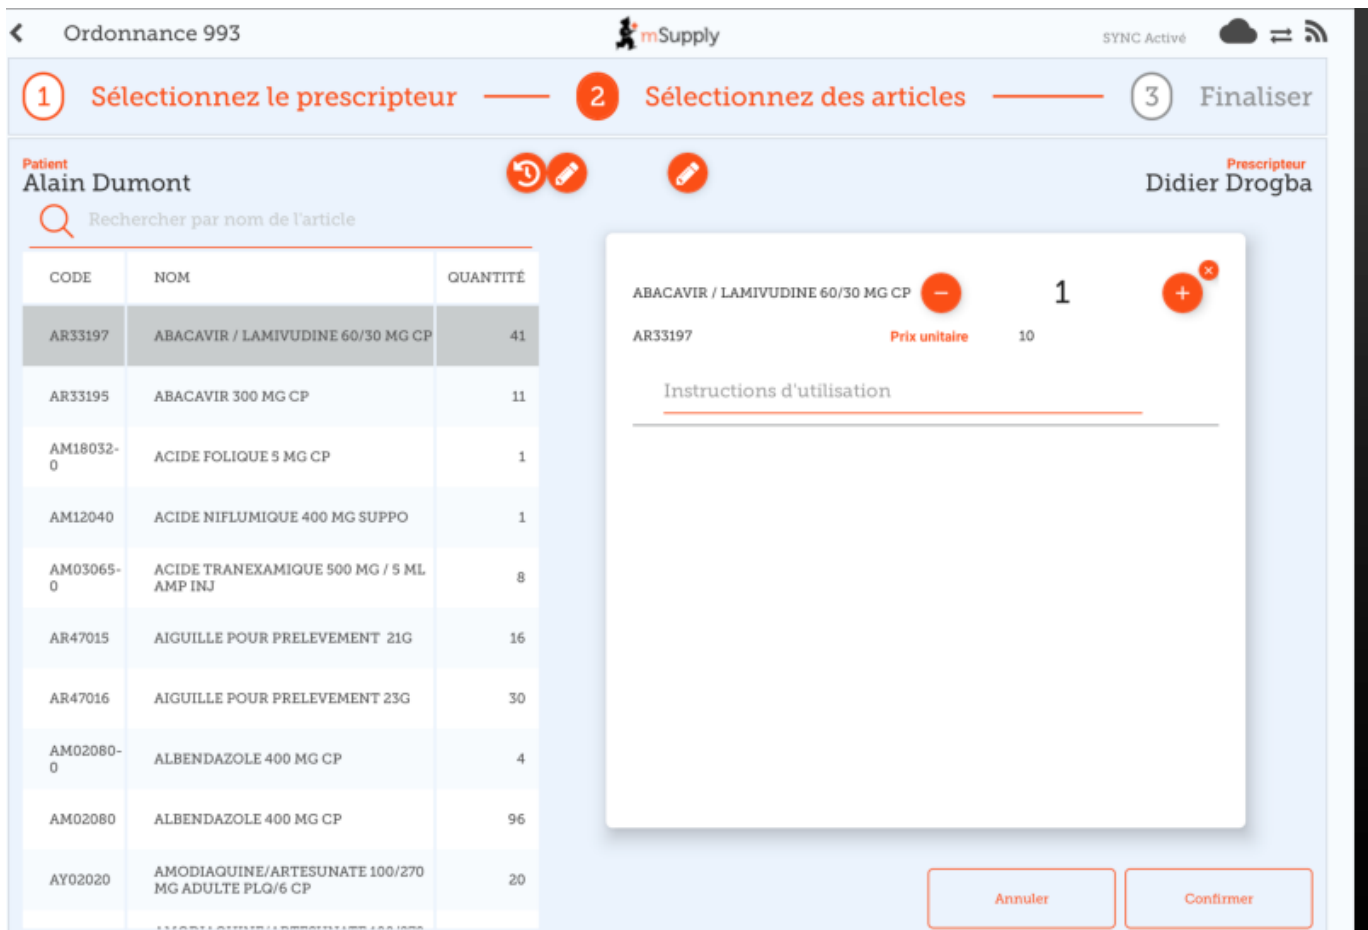 Ordonnance 993
mSupply
SYNC Activé
1 Sélectionnez le prescripteur
2 Sélectionnez des articles
3 Finaliser
Patient
Alain Dumont
Prescripteur
Didier Drogba
Rechercher par nom de l'article
CODE NOM QUANTITÉ
AR33197 ABACAVIR / LAMIVUDINE 60/30 MG CP 41
AR33195 ABACAVIR 300 MG CP 11
AM18032-
0 ACIDE FOLIQUE 5 MG CP 1
AM12040 ACIDE NIFLUMIQUE 400 MG SUPPO 1
AM03065-
0 ACIDE TRANEXAMIQUE 500 MG / 5 ML
AMP INJ 8
AR47015 AIGUILLE POUR PRELEVEMENT 21G 16
AR47016 AIGUILLE POUR PRELEVEMENT 23G 30
AM02080-
0 ALBENDAZOLE 400 MG CP 4
AM02080 ALBENDAZOLE 400 MG CP 96
AY02020 AMODIAQUINE/ARTESUNATE 100/270
MG ADULTE PLQ/6 CP 20
ABACAVIR / LAMIVUDINE 60/30 MG CP 1
AR33197 Prix unitaire 10
Instructions d'utilisation
Annuler Confirmer